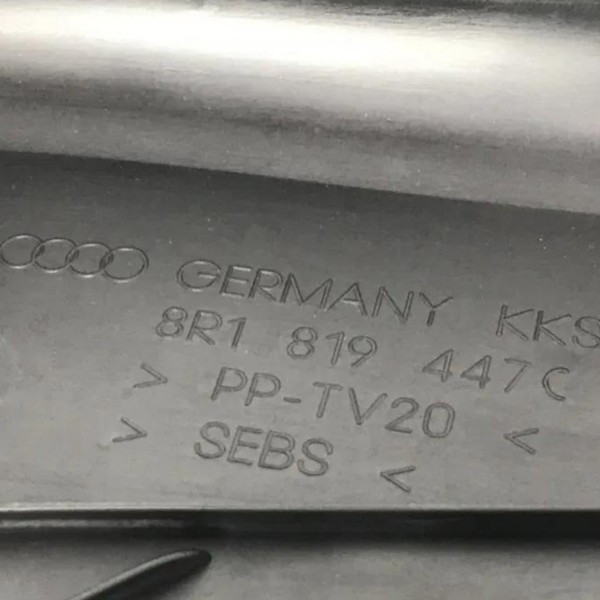 GERMANY KKS
8R1 819 447C
> PP-TV20 <
> SEBS <